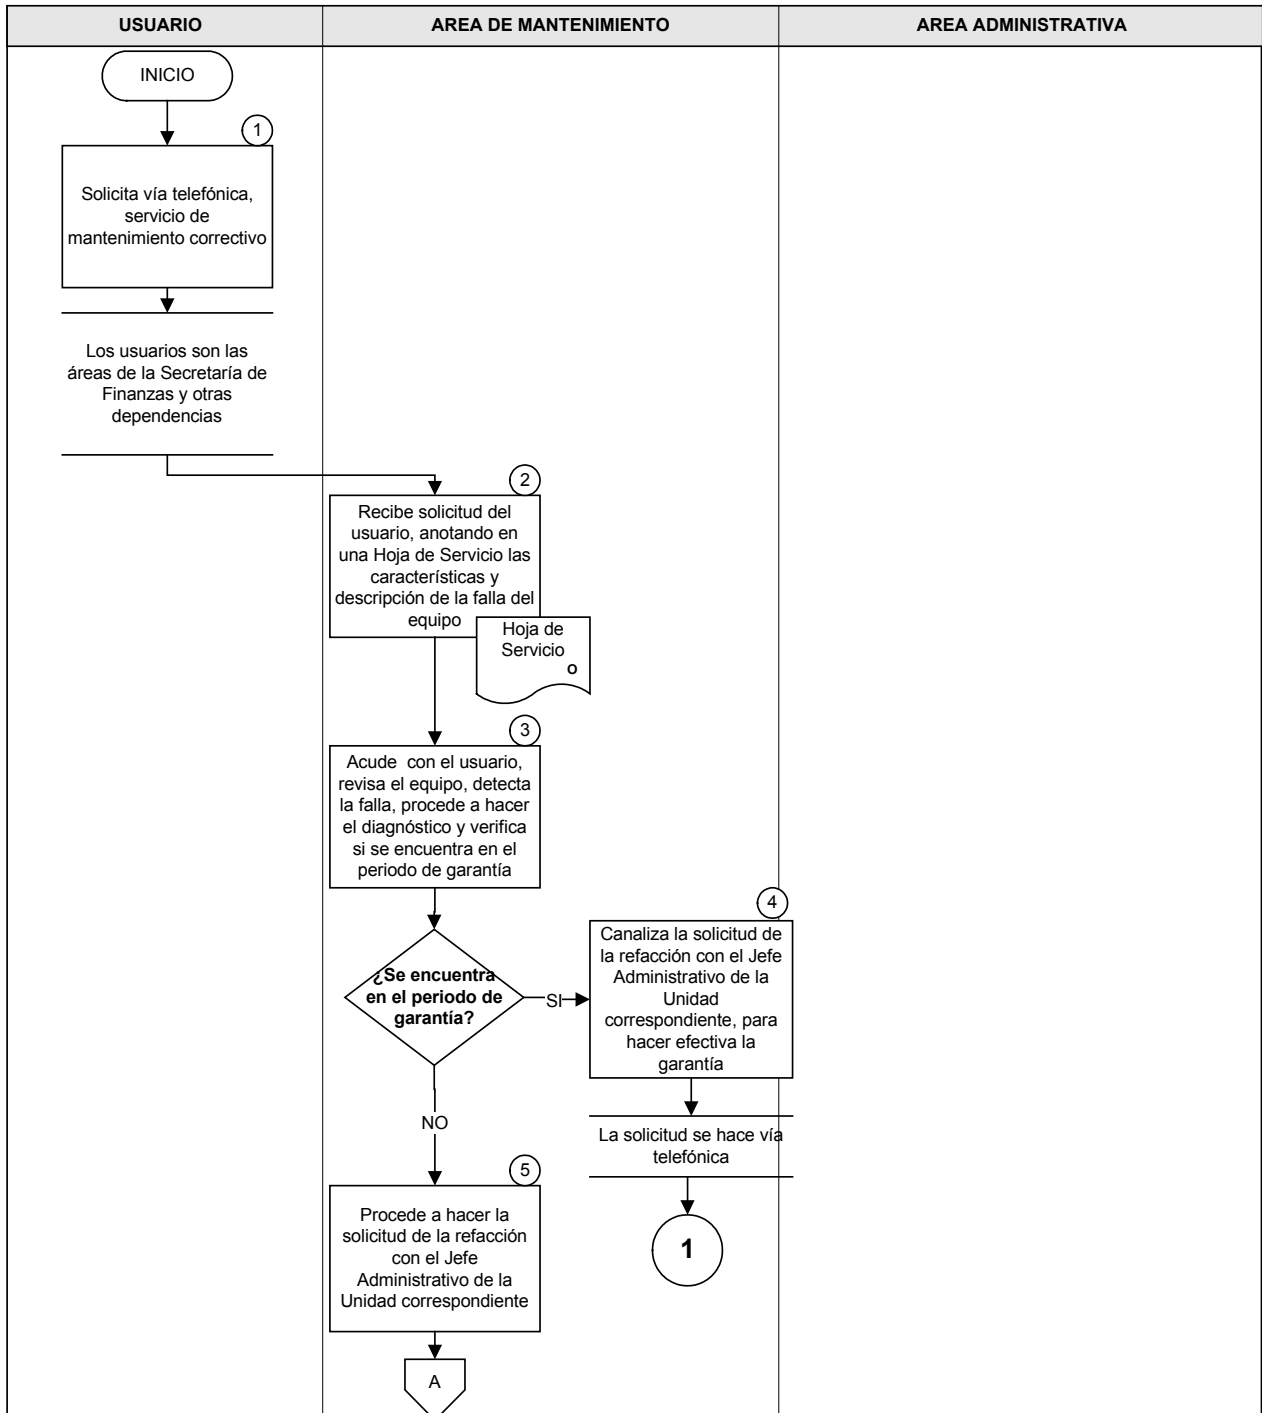 USUARIO
AREA DE MANTENIMIENTO
AREA ADMINISTRATIVA
INICIO
1
Solicita vía telefónica,
servicio de
mantenimiento correctivo
Los usuarios son las
áreas de la Secretaría de
Finanzas y otras
dependencias
2
Recibe solicitud del
usuario, anotando en
una Hoja de Servicio las
características y
descripción de la falla del
equipo
Hoja de
Servicio
O
3
Acude con el usuario,
revisa el equipo, detecta
la falla, procede a hacer
el diagnóstico y verifica
si se encuentra en el
periodo de garantía
¿Se encuentra
en el periodo de
garantía?
SI
4
Canaliza la solicitud de
la refacción con el Jefe
Administrativo de la
Unidad
correspondiente, para
hacer efectiva la
garantía
La solicitud se hace vía
telefónica
1
NO
5
Procede a hacer la
solicitud de la refacción
con el Jefe
Administrativo de la
Unidad correspondiente
A